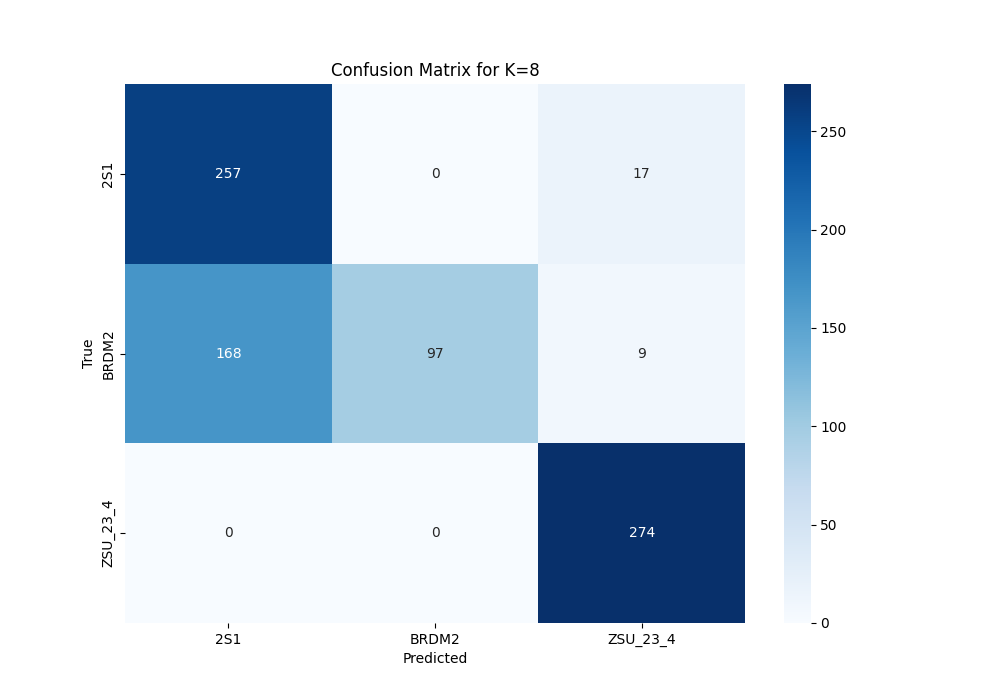 Confusion Matrix for K=8
True
2S1
257
0
17
BRDM2
168
97
9
ZSU_23_4
0
0
274
2S1
BRDM2
ZSU_23_4
Predicted
250
200
150
100
50
0